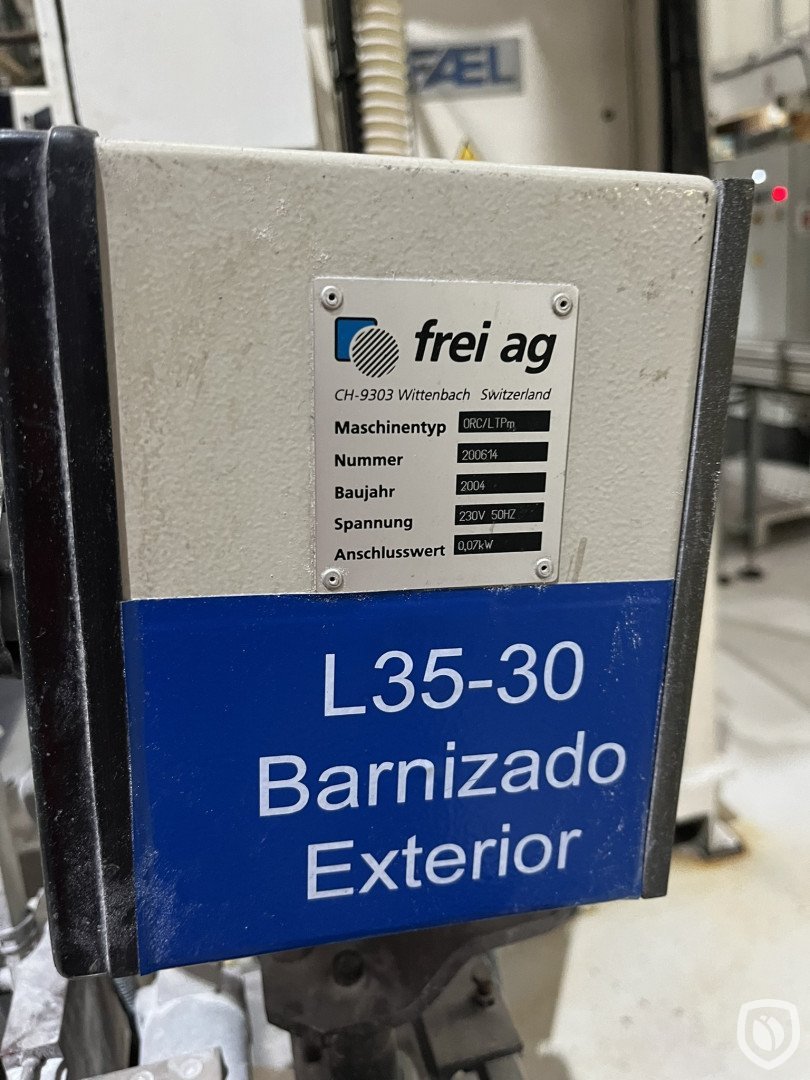 FAEL
frei ag
CH-9303 Wittenbach Switzerland
Maschinentyp ORC/LTPm
Nummer 200614
Baujahr 2004
Spannung 230V 50HZ
Anschlusswert 0,07kW
L35-30
Barnizado
Exterior